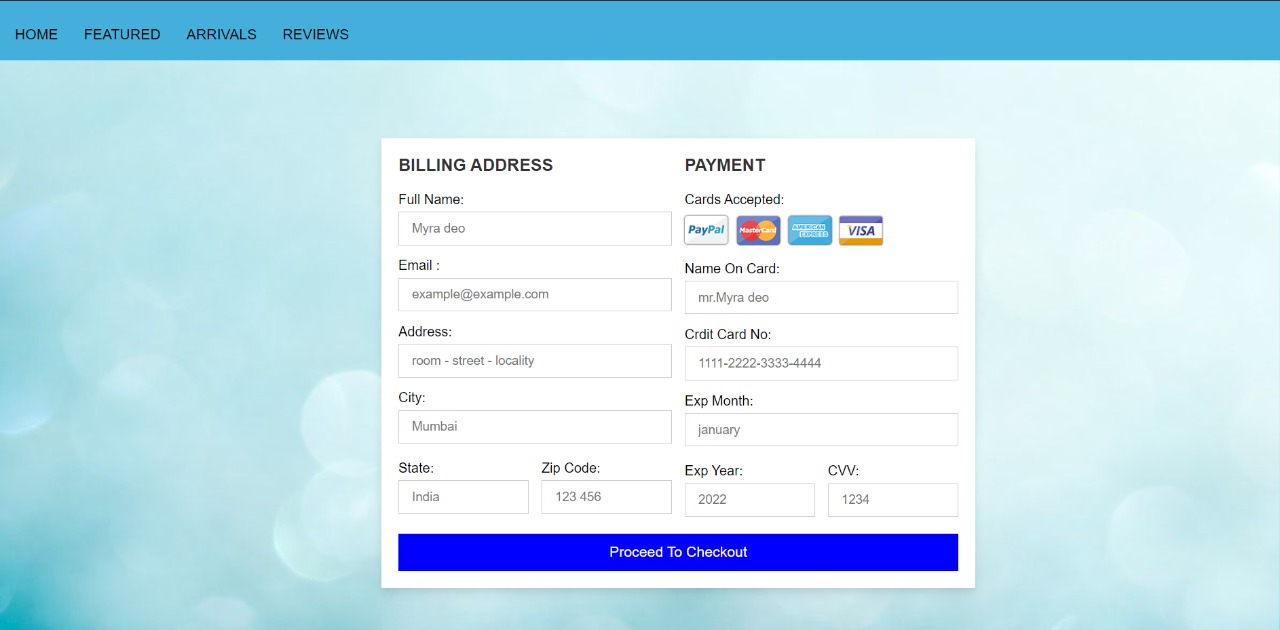 HOME FEATURED ARRIVALS REVIEWS
BILLING ADDRESS
Full Name:
Myra deo
Email :
example@example.com
Address:
room - street - locality
City:
Mumbai
State: Zip Code:
India 123 456
PAYMENT
Cards Accepted:
PayPal MasterCard AMERICAN EXPRESS VISA
Name On Card:
mr.Myra deo
Crdit Card No:
1111-2222-3333-4444
Exp Month:
january
Exp Year: CVV:
2022 1234
Proceed To Checkout